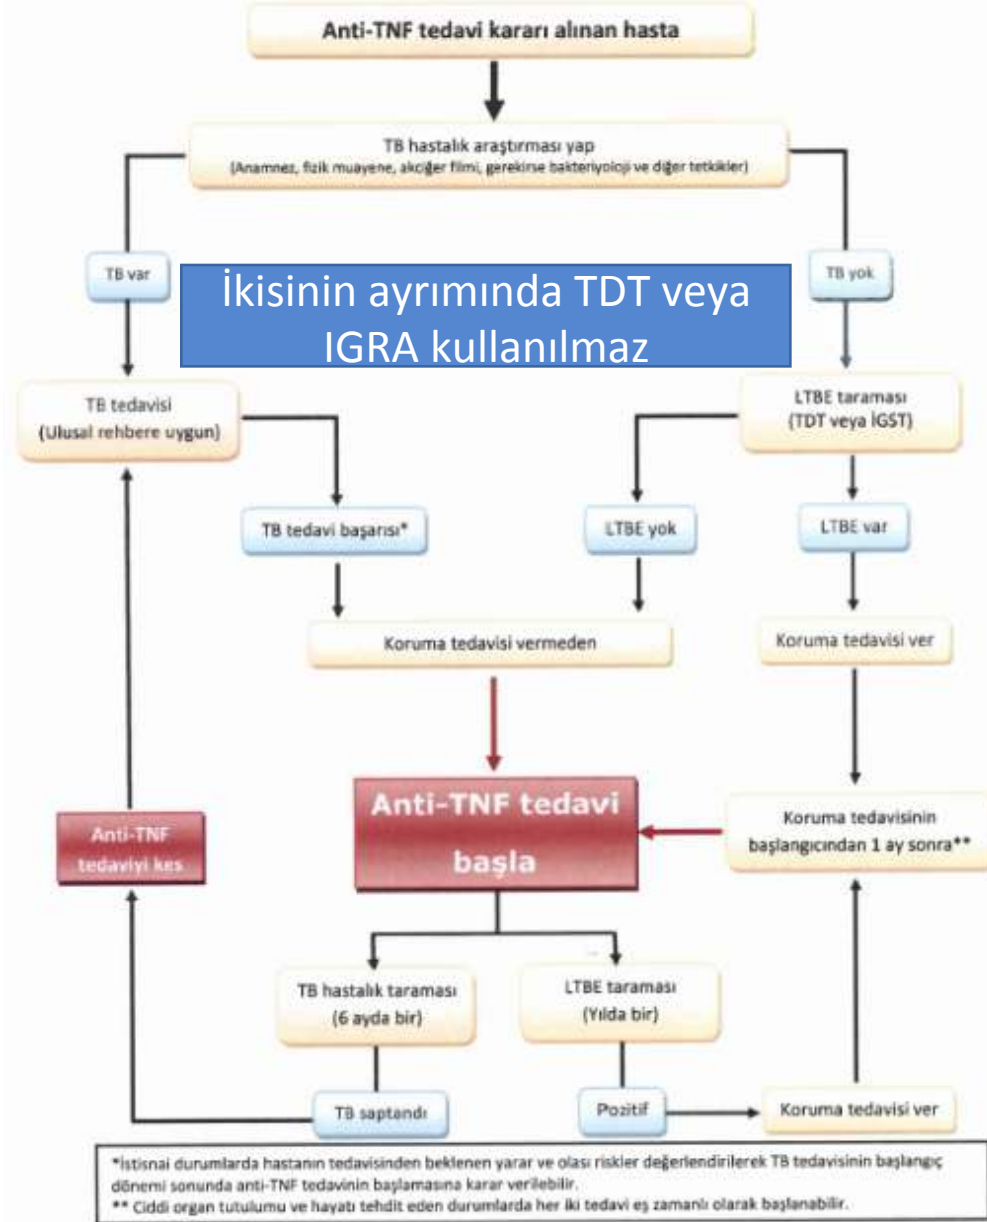 Anti-TNF tedavi kararı alınan hasta
TB hastalık araştırması yap
(Anamnez, fizik muayene, akciğer filmi, gerekirse bakteriyoloji ve diğer tetkikler)
TB var
TB yok
İkisinin ayrımında TDT veya
IGRA kullanılmaz
TB tedavisi
(Ulusal rehbere uygun)
LTBE taraması
(TDT veya İGST)
TB tedavi başarısı*
LTBE yok
LTBE var
Koruma tedavisi vermeden
Koruma tedavisi ver
Anti-TNF tedavi
başla
Anti-TNF
tedaviyi kes
Koruma tedavisinin
başlangıcından 1 ay sonra**
TB hastalık taraması
(6 ayda bir)
LTBE taraması
(Yılda bir)
TB saptandı
Pozitif
Koruma tedavisi ver
*İstisnai durumlarda hastanın tedavisinden beklenen yarar ve olası riskler değerlendirilerek TB tedavisinin başlangıç
dönemi sonunda anti-TNF tedavinin başlamasına karar verilebilir.
** Ciddi organ tutulumu ve hayatı tehdit eden durumlarda her iki tedavi eş zamanlı olarak başlanabilir.